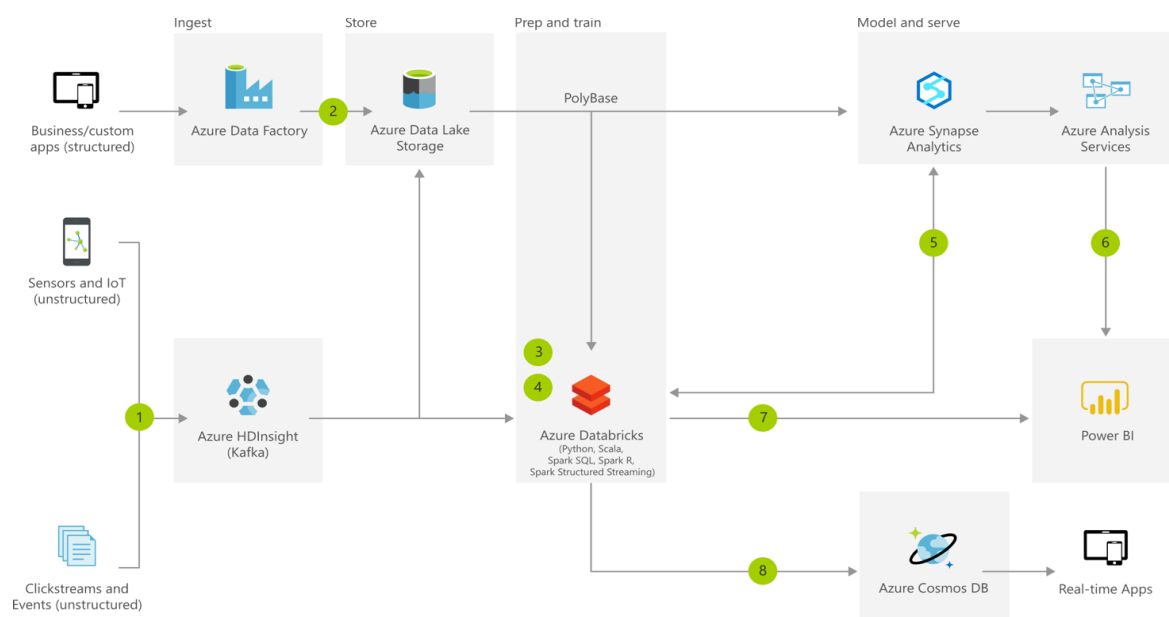 Ingest
Store
Prep and train
Model and serve
Business/custom
apps (structured)
Azure Data Factory
2
Azure Data Lake
Storage
PolyBase
Azure Synapse
Analytics
Azure Analysis
Services
Sensors and IoT
(unstructured)
5
6
1
Azure HDInsight
(Kafka)
3
4
Azure Databricks
(Python, Scala,
Spark SQL, Spark R,
Spark Structured Streaming)
7
Power BI
Clickstreams and
Events (unstructured)
8
Azure Cosmos DB
Real-time Apps